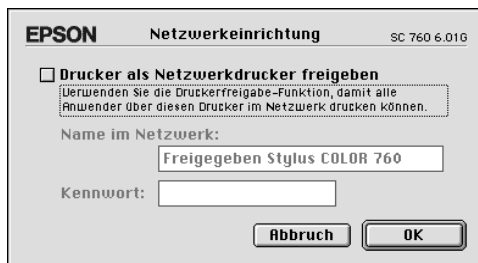 EPSON Netzwerkeinrichtung SC 760 6.01G
Drucker als Netzwerkdrucker freigeben
Verwenden Sie die Druckerfreigabe-Funktion, damit alle
Anwender über diesen Drucker im Netzwerk drucken können.
Name im Netzwerk:
Freigegeben Stylus COLOR 760
Kennwort:
Abbruch OK